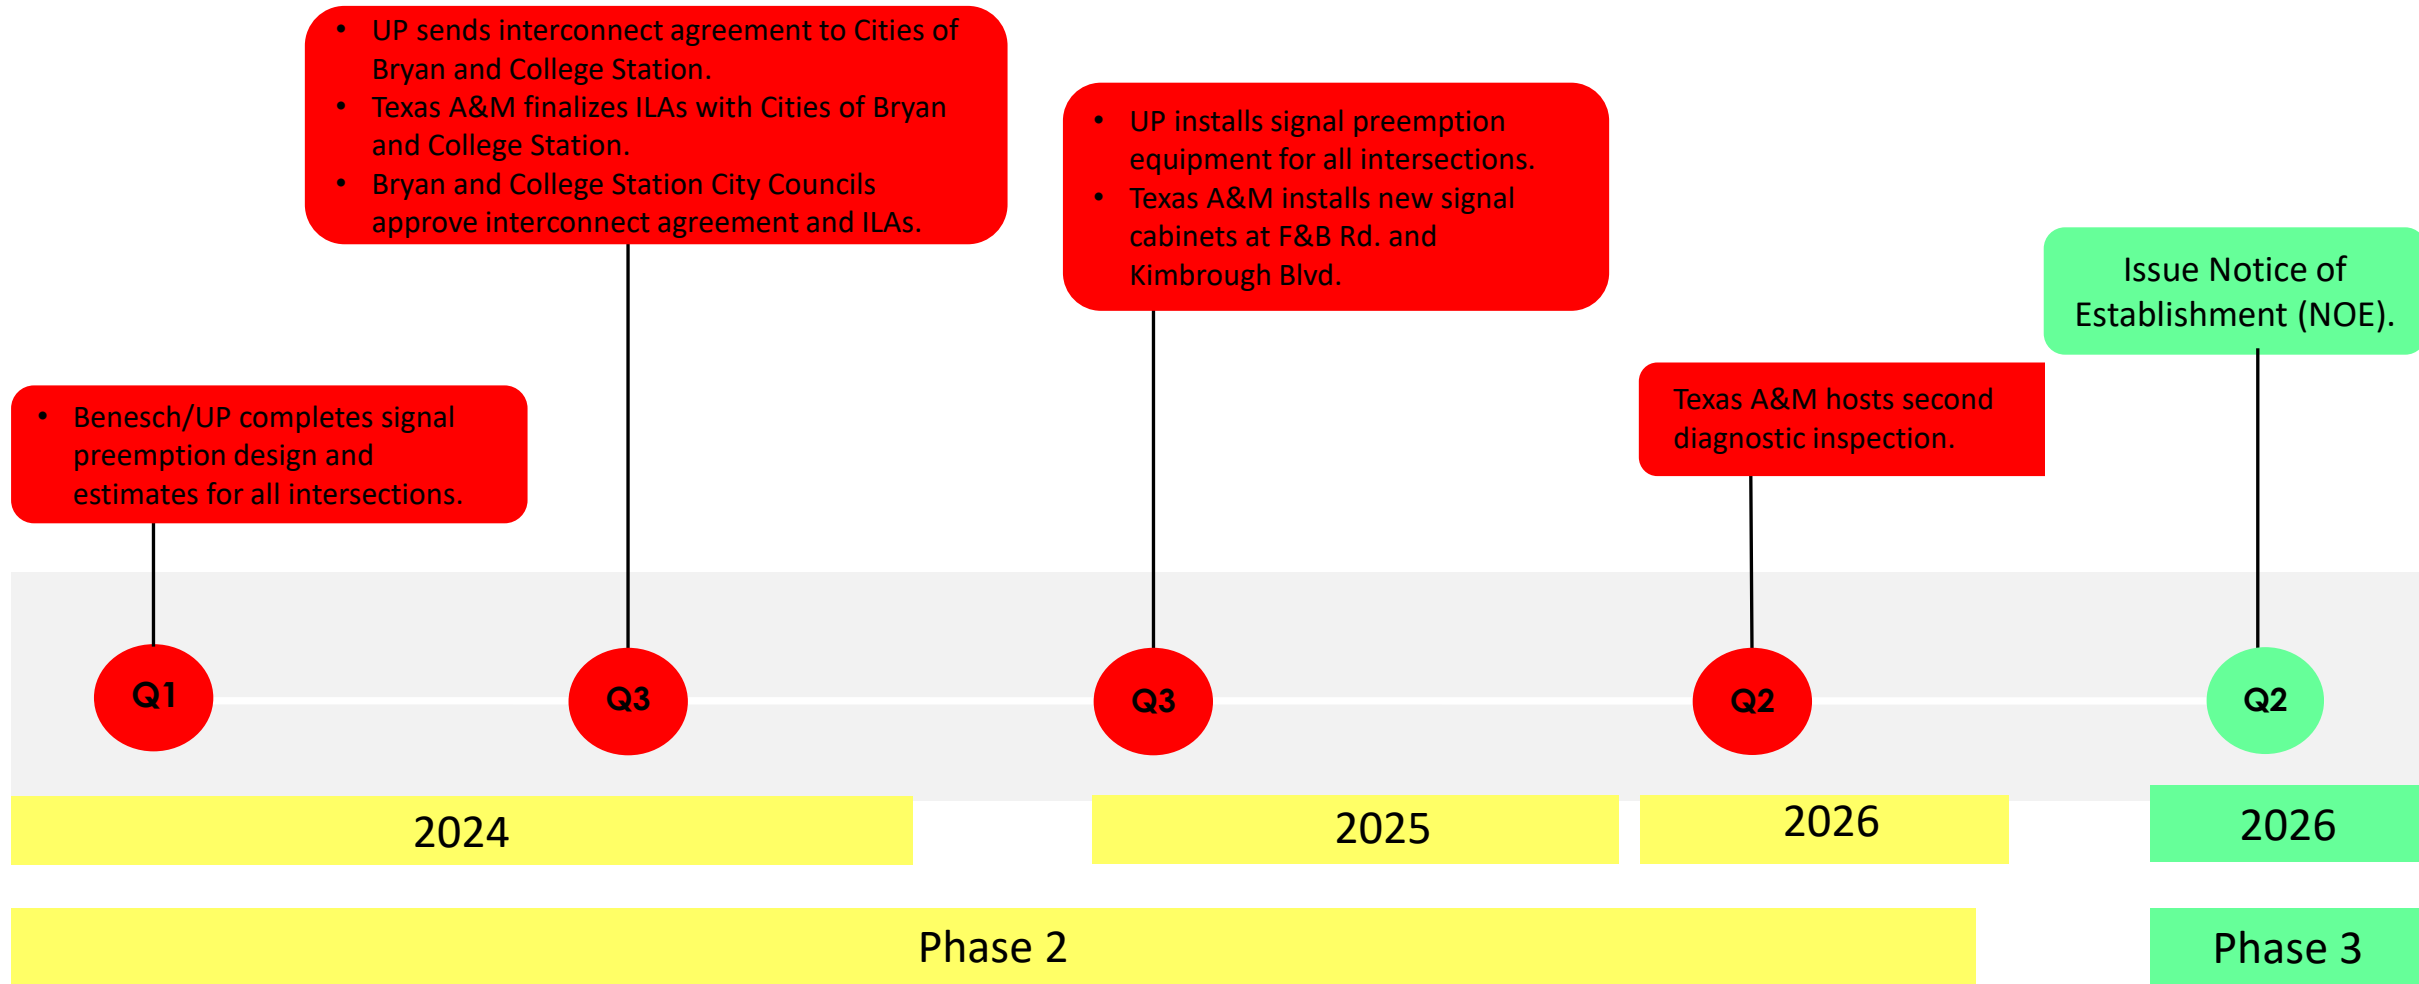 • UP sends interconnect agreement to Cities of
Bryan and College Station.
• Texas A&M finalizes ILAs with Cities of Bryan
and College Station.
• Bryan and College Station City Councils
approve interconnect agreement and ILAs.
• UP installs signal preemption
equipment for all intersections.
• Texas A&M installs new signal
cabinets at F&B Rd. and
Kimbrough Blvd.
Issue Notice of
Establishment (NOE).
• Benesch/UP completes signal
preemption design and
estimates for all intersections.
Texas A&M hosts second
diagnostic inspection.
Q1
Q3
Q3
Q2
Q2
2024
2025
2026
2026
Phase 2
Phase 3